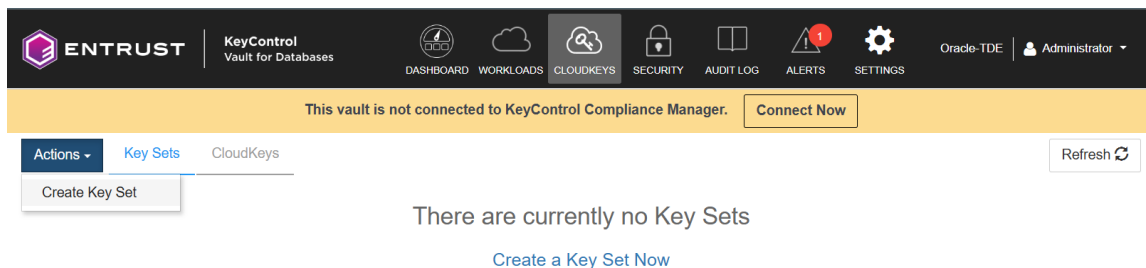 ENTRUST
KeyControl
Vault for Databases
DASHBOARD
WORKLOADS
CLOUDKEYS
SECURITY
AUDIT LOG
1
ALERTS
SETTINGS
Oracle-TDE
Administrator
This vault is not connected to KeyControl Compliance Manager.
Connect Now
Actions
Key Sets
CloudKeys
Refresh
Create Key Set
There are currently no Key Sets
Create a Key Set Now